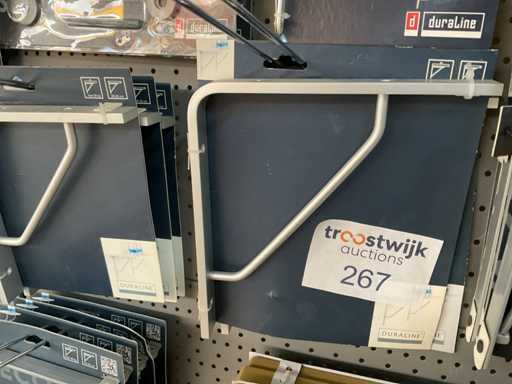 d duraline
troostwijk
auctions
267
DURALINE
DURALINE